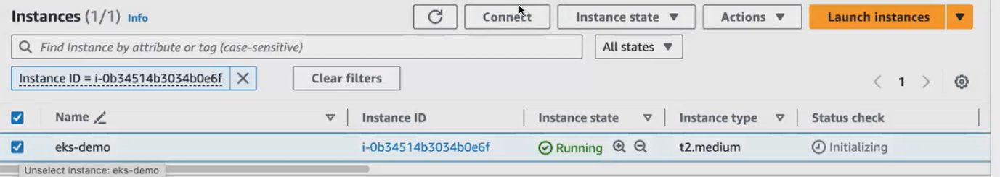 Instances (1/1) Info Connect Instance state Actions Launch instances
Find Instance by attribute or tag (case-sensitive) All states
Instance ID = i-0b34514b3034b0e6f Clear filters 1
Name Instance ID Instance state Instance type Status check
eks-demo i-0b34514b3034b0e6f Running t2.medium Initializing
Unselect instance: eks-demo